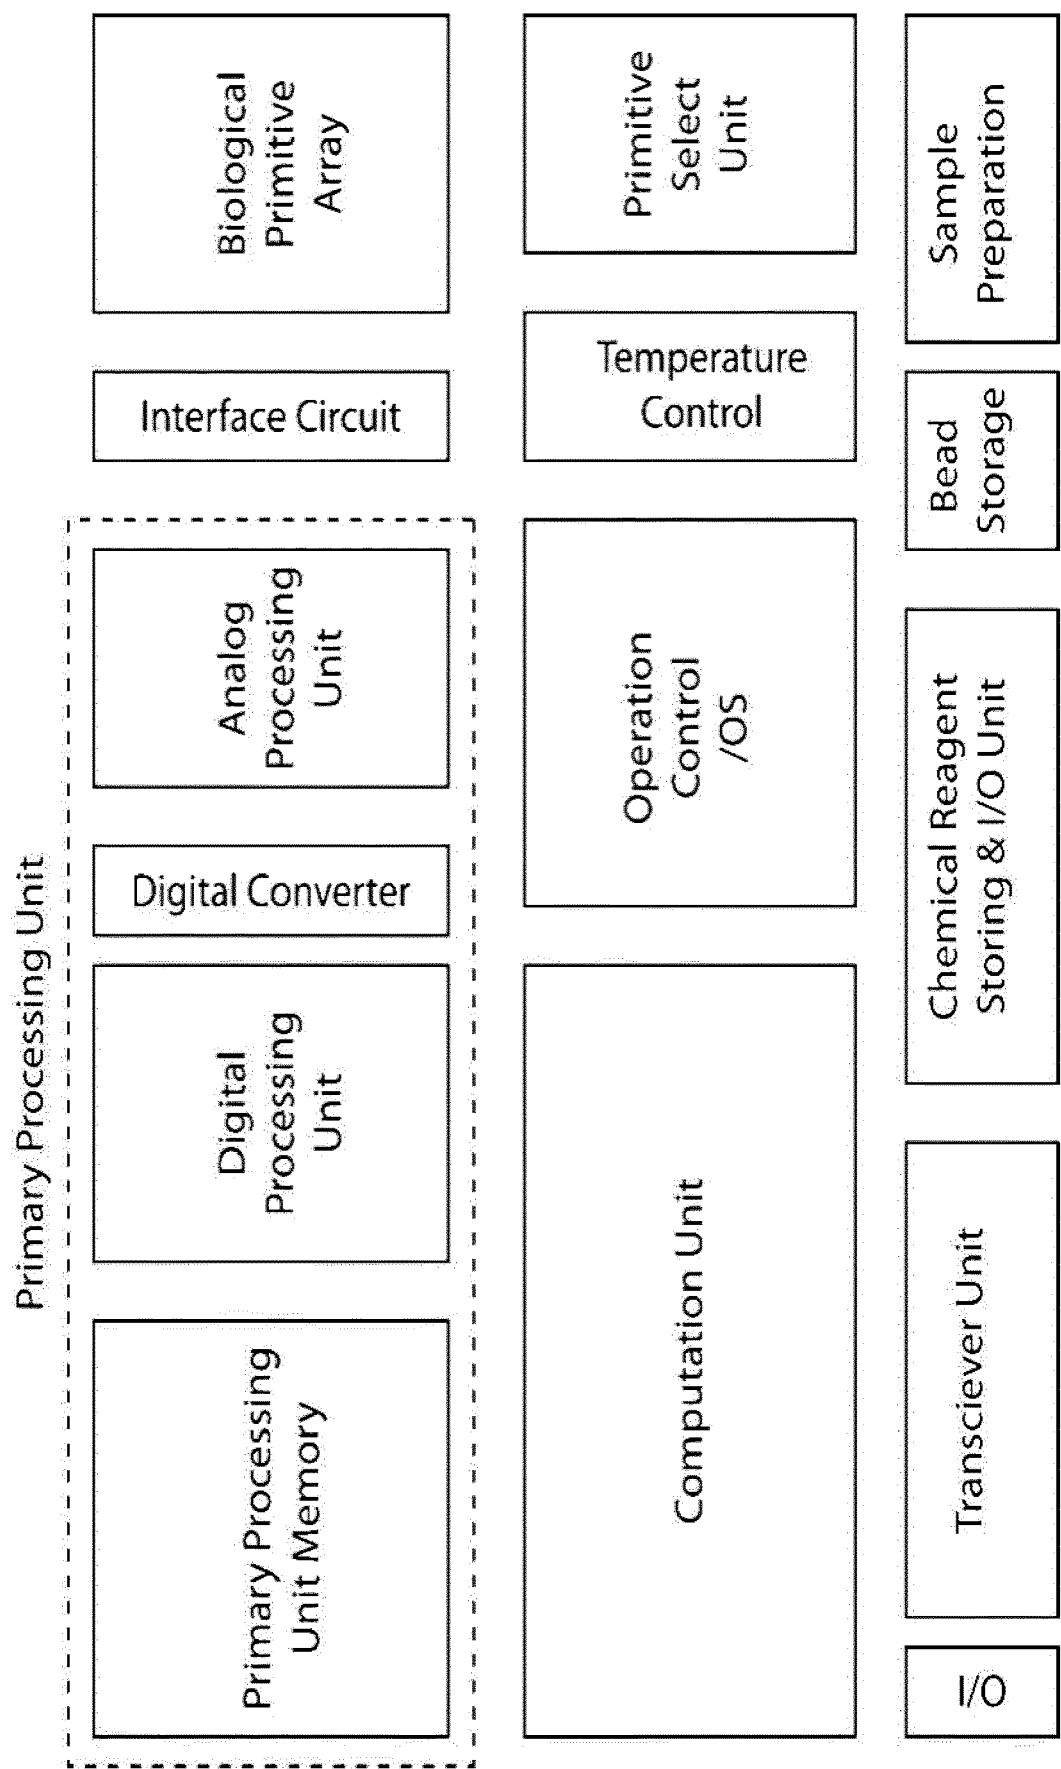 Primary Processing Unit
Primary Processing
Unit Memory
Digital
Processing
Unit
Digital Converter
Analog
Processing
Unit
Interface Circuit
Biological
Primitive
Array
Computation Unit
Operation
Control
/OS
Temperature
Control
Primitive
Select
Unit
I/O
Transciever Unit
Chemical Reagent
Storing & I/O Unit
Bead
Storage
Sample
Preparation